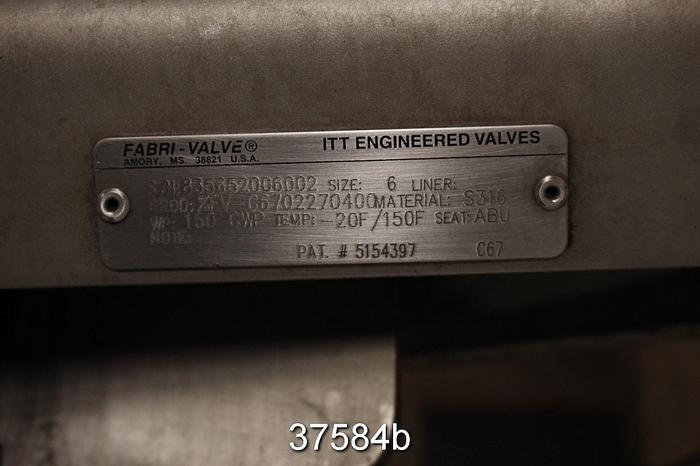 FABRI-VALVE® ITT ENGINEERED VALVES
AMORY, MS. 38821 U.S.A.
S/N: 835652006002 SIZE: 6 LINER:
PROD: XFV-C6702270400 MATERIAL: S316
WP- 150 CWP TEMP: -20F/150F SEAT: ABU
NOTE:
PAT. # 5154397 C67
37584b